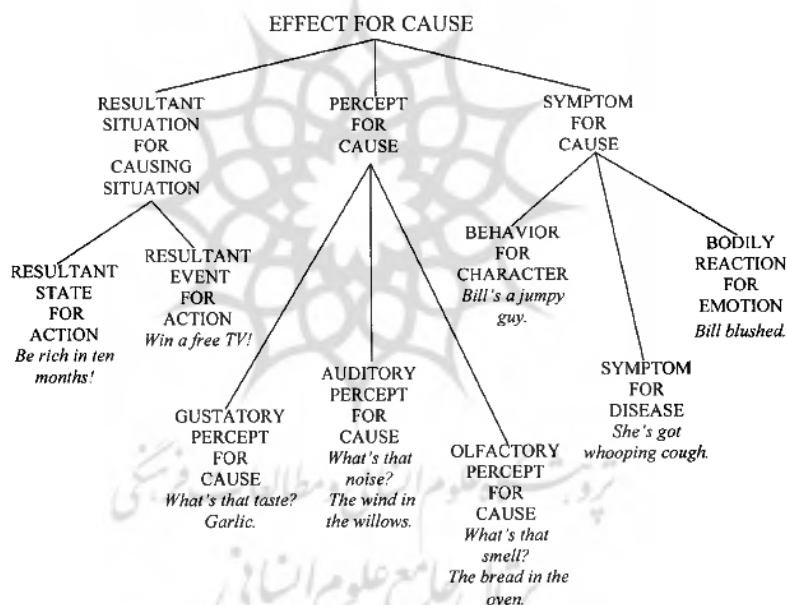 EFFECT FOR CAUSE
RESULTANT
SITUATION
FOR
CAUSING
SITUATION
PERCEPT
FOR
CAUSE
SYMPTOM
FOR
CAUSE
RESULTANT
STATE
FOR
ACTION
Be rich in ten
months!
RESULTANT
EVENT
FOR
ACTION
Win a free TV!
GUSTATORY
PERCEPT
FOR
CAUSE
What's that taste?
Garlic.
AUDITORY
PERCEPT
FOR
CAUSE
What's that
noise?
The wind in
the willows.
OLFACTORY
PERCEPT
FOR
CAUSE
What's that
smell?
The bread in the
oven.
BEHAVIOR
FOR
CHARACTER
Bill's a jumpy
guy.
SYMPTOM
FOR
DISEASE
She's got
whooping cough.
BODILY
REACTION
FOR
EMOTION
Bill blushed.
پرتال جامع علوم انسانی